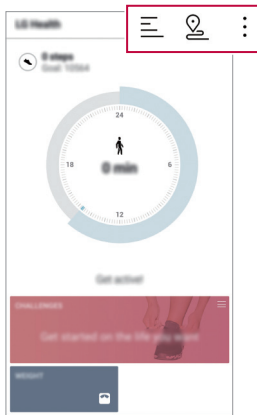 LG Health
0 steps
Goal: 10564
24
18
6
0 min
12
Get active!
CHALLENGES
Get started on the life you want
WEIGHT